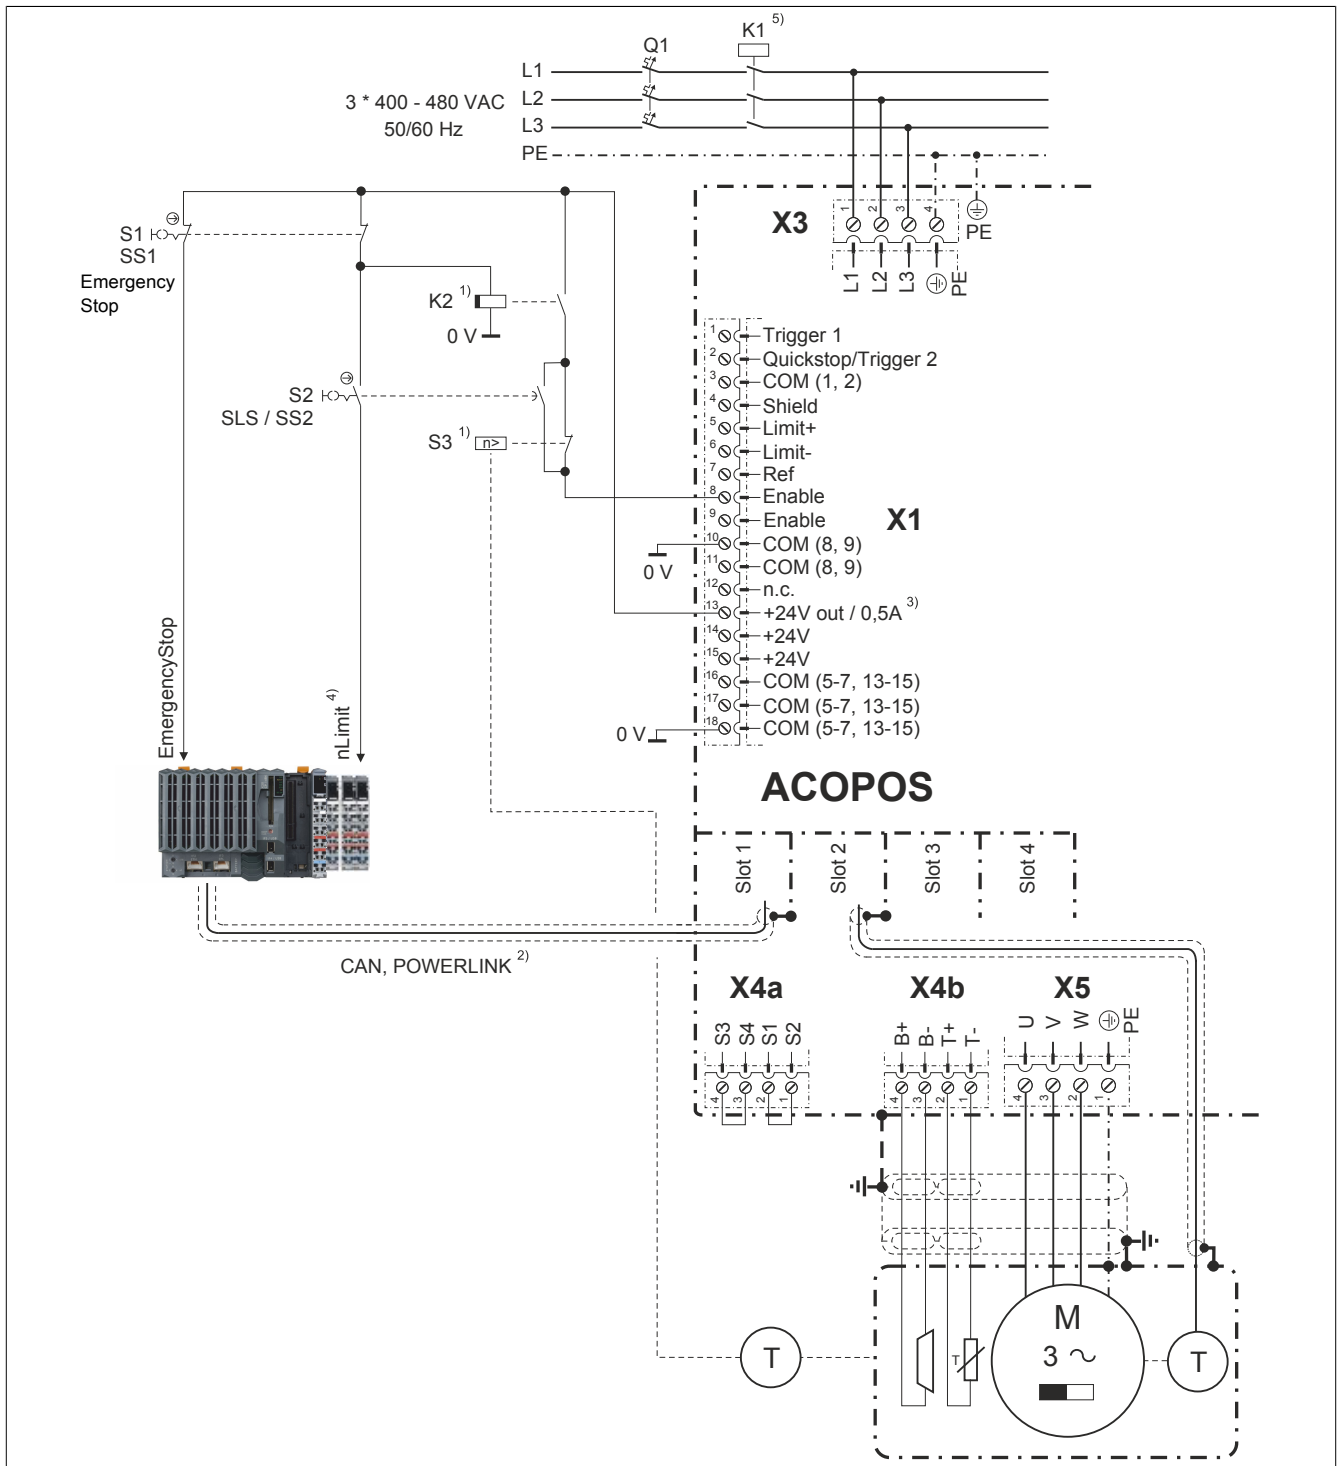 K1 5)
Q1
L1
3 * 400 - 480 VAC L2
50/60 Hz L3
PE
S1
SS1
Emergency
Stop
K2 1)
0 V
S2
SLS / SS2
S3 1) n>
X3
1 2 3 4
PE
L1 L2 L3 PE
1 Trigger 1
2 Quickstop/Trigger 2
3 COM (1, 2)
4 Shield
5 Limit+
6 Limit-
7 Ref
8 Enable
9 Enable
X1
10 COM (8, 9)
0 V
11 COM (8, 9)
12 n.c.
13 +24V out / 0,5A 3)
14 +24V
15 +24V
16 COM (5-7, 13-15)
17 COM (5-7, 13-15)
18 COM (5-7, 13-15)
0 V
EmergencyStop
nLimit 4)
ACOPOS
Slot 1 Slot 2 Slot 3 Slot 4
CAN, POWERLINK 2)
X4a X4b X5
S3 S4 S1 S2
4 3 2 1
B+ B- T+ T-
4 3 2 1
U V W PE
4 3 2 1
M
3 ~
T
T
T